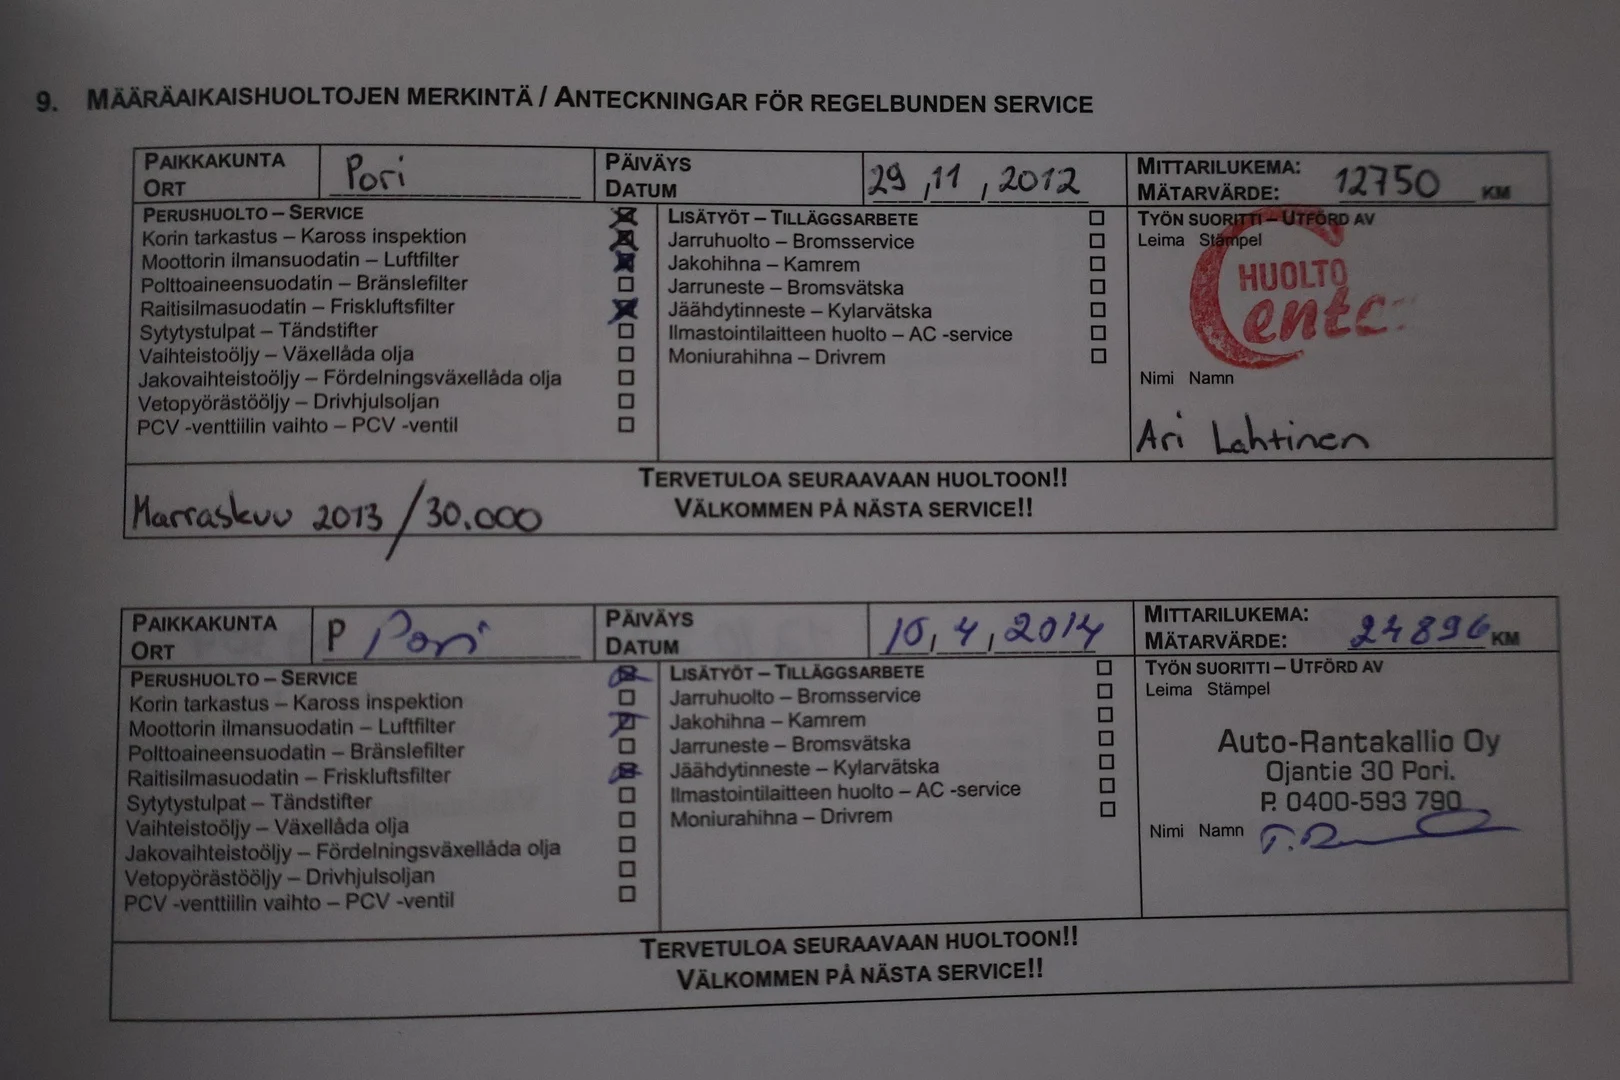 9. MÄÄRÄAIKAISHUOLTOJEN MERKINTÄ / ANTECKNINGAR FÖR REGELBUNDEN SERVICE
PAIKKAKUNTA
ORT
Pori
PÄIVÄYS
DATUM
29, 11, 2012
MITTARILUKEMA:
MÄTARVÄRDE:
12750 KM
PERUSHUOLTO – SERVICE
Korin tarkastus – Kaross inspektion
Moottorin ilmansuodatin – Luftfilter
Polttoaineensuodatin – Bränslefilter
Raitisilmasuodatin – Friskluftsfilter
Sytytystulpat – Tändstifter
Vaihteistoöljy – Växellåda olja
Jakovaihteistoöljy – Fördelningsväxellåda olja
Vetopyörästööljy – Drivhjulsoljan
PCV -venttiilin vaihto – PCV -ventil
LISÄTYÖT – TILLÄGGSARBETE
Jarruhuolto – Bromsservice
Jakohihna – Kamrem
Jarruneste – Bromsvätska
Jäähdytinneste – Kylarvätska
Ilmastointilaitteen huolto – AC -service
Moniurahihna – Drivrem
TYÖN SUORITTI – UTFÖRD AV
Leima Stämpel
HUOLTO
Nimi Namn
Ari Lahtinen
TERVETULOA SEURAAVAAN HUOLTOON!!
VÄLKOMMEN PÅ NÄSTA SERVICE!!
Marraskuu 2013 / 30.000
PAIKKAKUNTA
ORT
P Pori
PÄIVÄYS
DATUM
10, 4, 2014
MITTARILUKEMA:
MÄTARVÄRDE:
24896 KM
PERUSHUOLTO – SERVICE
Korin tarkastus – Kaross inspektion
Moottorin ilmansuodatin – Luftfilter
Polttoaineensuodatin – Bränslefilter
Raitisilmasuodatin – Friskluftsfilter
Sytytystulpat – Tändstifter
Vaihteistoöljy – Växellåda olja
Jakovaihteistoöljy – Fördelningsväxellåda olja
Vetopyörästööljy – Drivhjulsoljan
PCV -venttiilin vaihto – PCV -ventil
LISÄTYÖT – TILLÄGGSARBETE
Jarruhuolto – Bromsservice
Jakohihna – Kamrem
Jarruneste – Bromsvätska
Jäähdytinneste – Kylarvätska
Ilmastointilaitteen huolto – AC -service
Moniurahihna – Drivrem
TYÖN SUORITTI – UTFÖRD AV
Leima Stämpel
Auto-Rantakallio Oy
Ojantie 30 Pori.
P. 0400-593 790
Nimi Namn
TERVETULOA SEURAAVAAN HUOLTOON!!
VÄLKOMMEN PÅ NÄSTA SERVICE!!